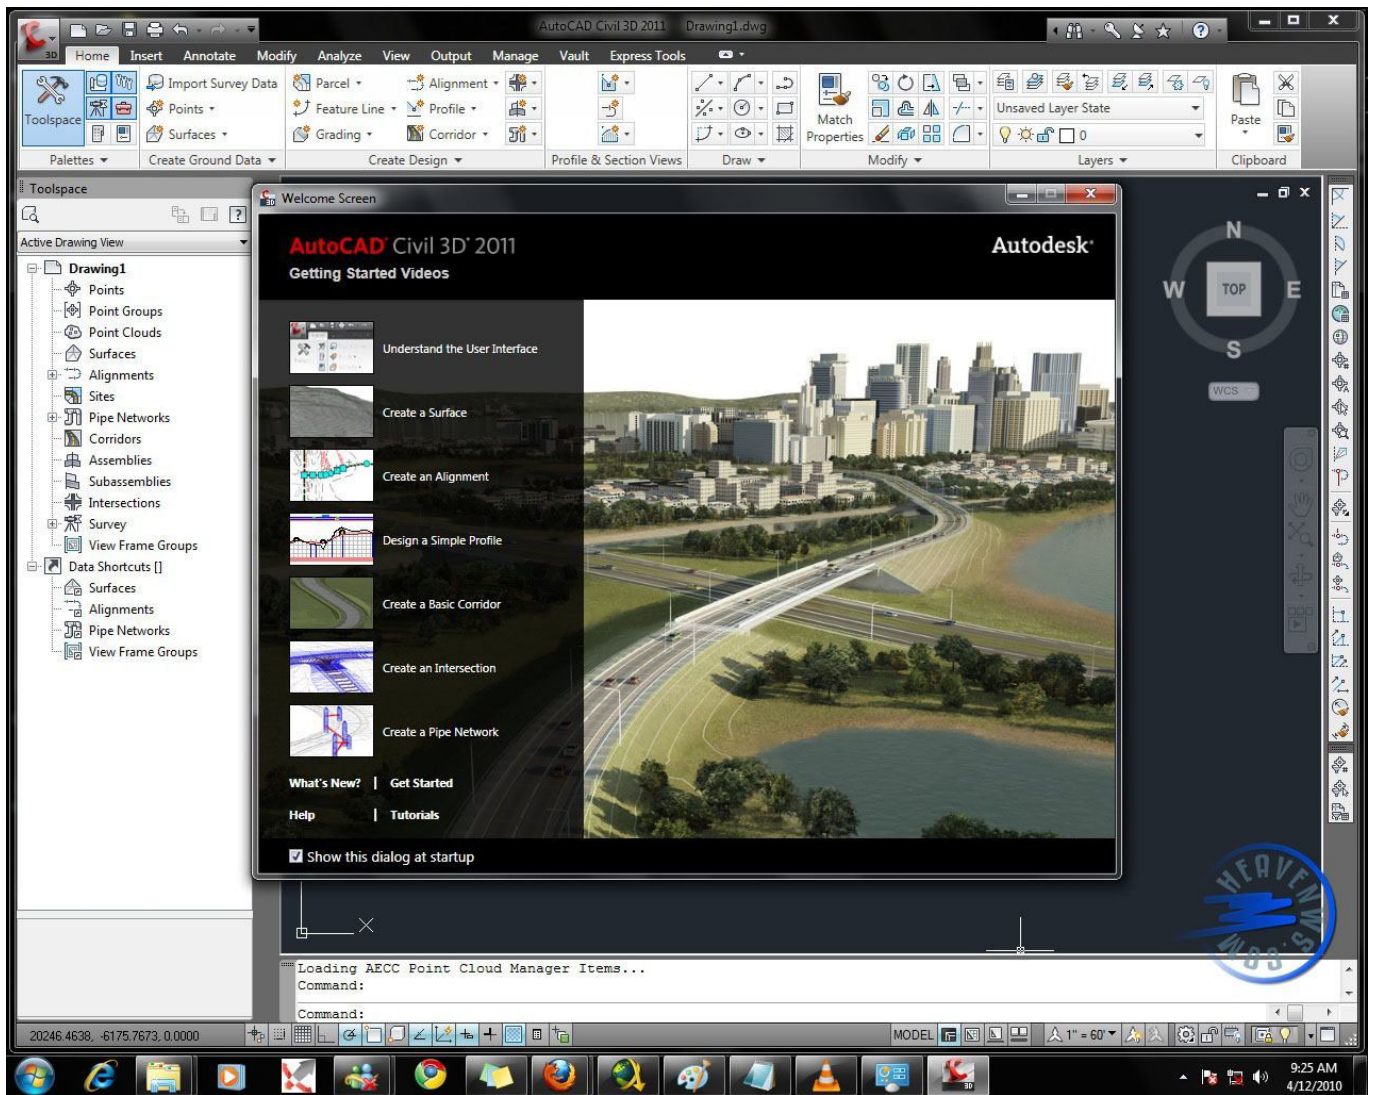 AutoCAD Civil 3D 2011 Drawing1.dwg
3D Home Insert Annotate Modify Analyze View Output Manage Vault Express Tools
Toolspace
Import Survey Data
Points
Surfaces
Parcel
Feature Line
Grading
Alignment
Profile
Corridor
Match
Properties
Unsaved Layer State
0
Paste
Palettes Create Ground Data Create Design Profile & Section Views Draw Modify Layers Clipboard
Toolspace
Active Drawing View
Drawing1
Points
Point Groups
Point Clouds
Surfaces
Alignments
Sites
Pipe Networks
Corridors
Assemblies
Subassemblies
Intersections
Survey
View Frame Groups
Data Shortcuts []
Surfaces
Alignments
Pipe Networks
View Frame Groups
Welcome Screen
AutoCAD® Civil 3D® 2011
Autodesk®
Getting Started Videos
Understand the User Interface
Create a Surface
Create an Alignment
Design a Simple Profile
Create a Basic Corridor
Create an Intersection
Create a Pipe Network
What's New? | Get Started
Help | Tutorials
Show this dialog at startup
N
W TOP E
S
WCS
HEAVENWS.COM
Loading AECC Point Cloud Manager Items...
Command:
Command:
20246.4638, -6175.7673, 0.0000
MODEL
1" = 60'
9:25 AM
4/12/2010